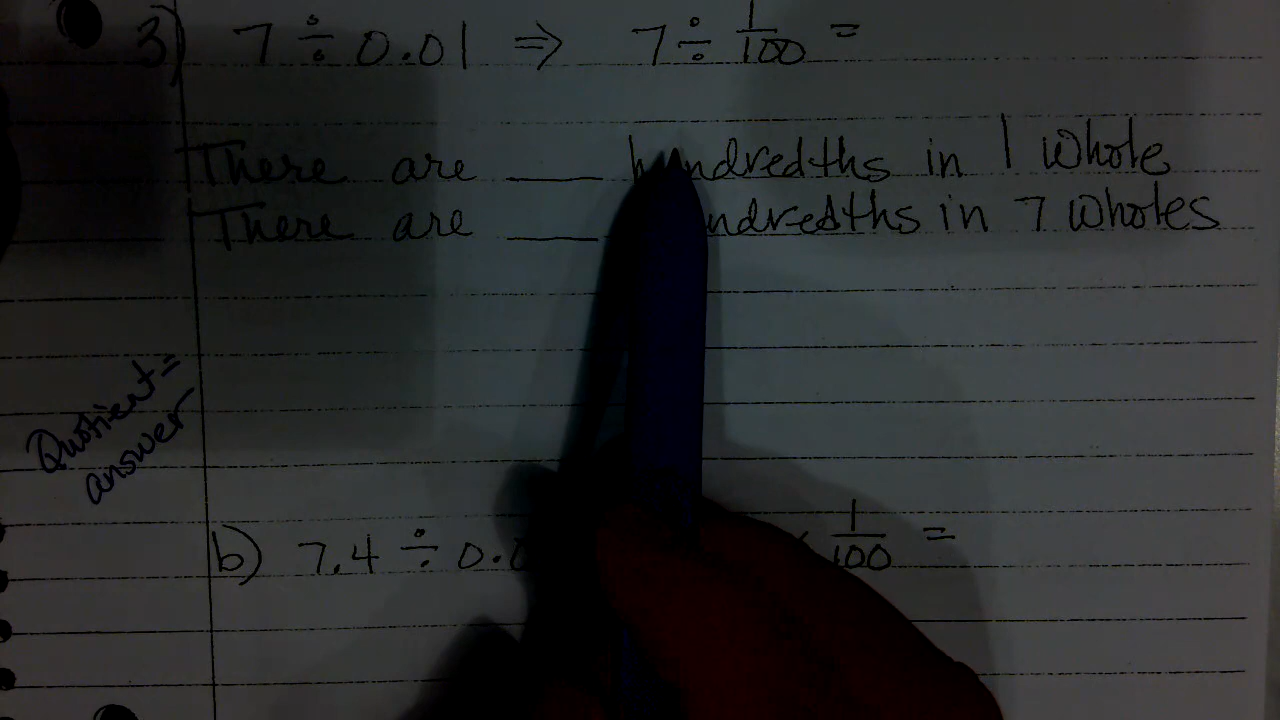 3) 7 ÷ 0.01 ⇒ 7 ÷ 1/100 =
There are ___ hundredths in 1 whole
There are ___ hundredths in 7 wholes
Quotient =
answer
b) 7.4 ÷ 0.0 1/100 =